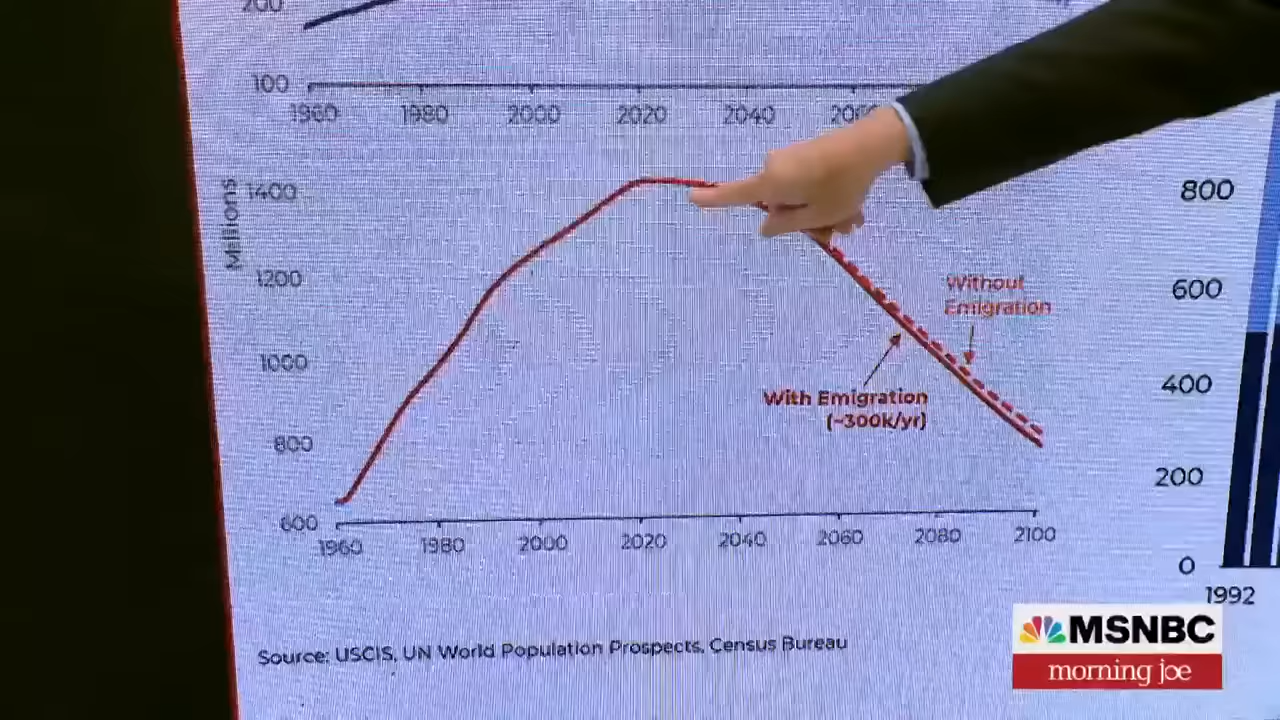 200
100
1960 1980 2000 2020 2040
Millions
1400
1200
1000
800
600
1960 1980 2000 2020 2040 2060 2080 2100
Without
Emigration
With Emigration
(~300k/yr)
800
600
400
200
0
1992
Source: USCIS, UN World Population Prospects, Census Bureau
MSNBC
morning joe